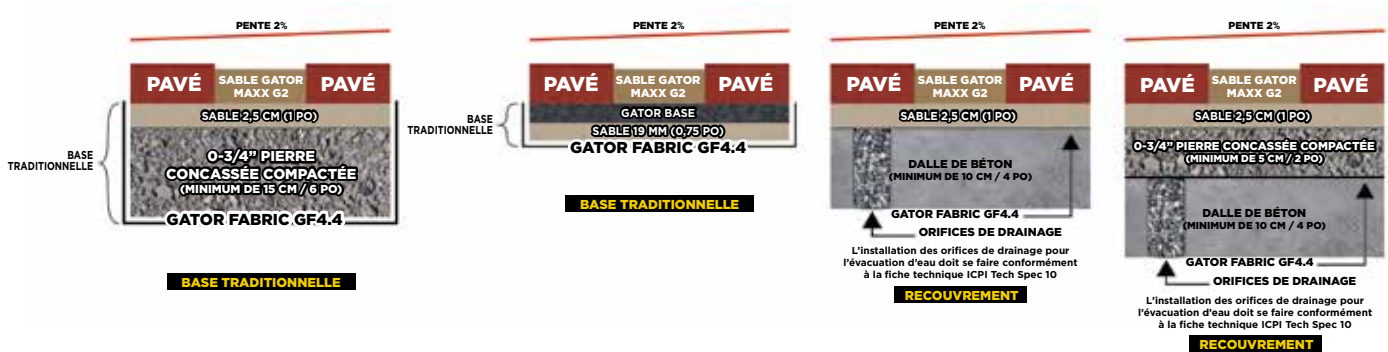 PENTE 2%
PAVÉ
SABLE GATOR
MAXX G2
PAVÉ
SABLE 2,5 CM (1 PO)
BASE
TRADITIONNELLE
0-3/4” PIERRE
CONCASSÉE COMPACTÉE
(MINIMUM DE 15 CM / 6 PO)
GATOR FABRIC GF4.4
BASE TRADITIONNELLE
PENTE 2%
PAVÉ
SABLE GATOR
MAXX G2
PAVÉ
BASE
TRADITIONNELLE
GATOR BASE
SABLE 19 MM (0,75 PO)
GATOR FABRIC GF4.4
BASE TRADITIONNELLE
PENTE 2%
PAVÉ
SABLE GATOR
MAXX G2
PAVÉ
SABLE 2,5 CM (1 PO)
DALLE DE BÉTON
(MINIMUM DE 10 CM / 4 PO)
GATOR FABRIC GF4.4
ORIFICES DE DRAINAGE
L’installation des orifices de drainage pour
l’évacuation d’eau doit se faire conformément
à la fiche technique ICPI Tech Spec 10
RECOUVREMENT
PENTE 2%
PAVÉ
SABLE GATOR
MAXX G2
PAVÉ
SABLE 2,5 CM (1 PO)
0-3/4” PIERRE CONCASSÉE COMPACTÉE
(MINIMUM DE 5 CM / 2 PO)
DALLE DE BÉTON
(MINIMUM DE 10 CM / 4 PO)
GATOR FABRIC GF4.4
ORIFICES DE DRAINAGE
L’installation des orifices de drainage pour
l’évacuation d’eau doit se faire conformément
à la fiche technique ICPI Tech Spec 10
RECOUVREMENT